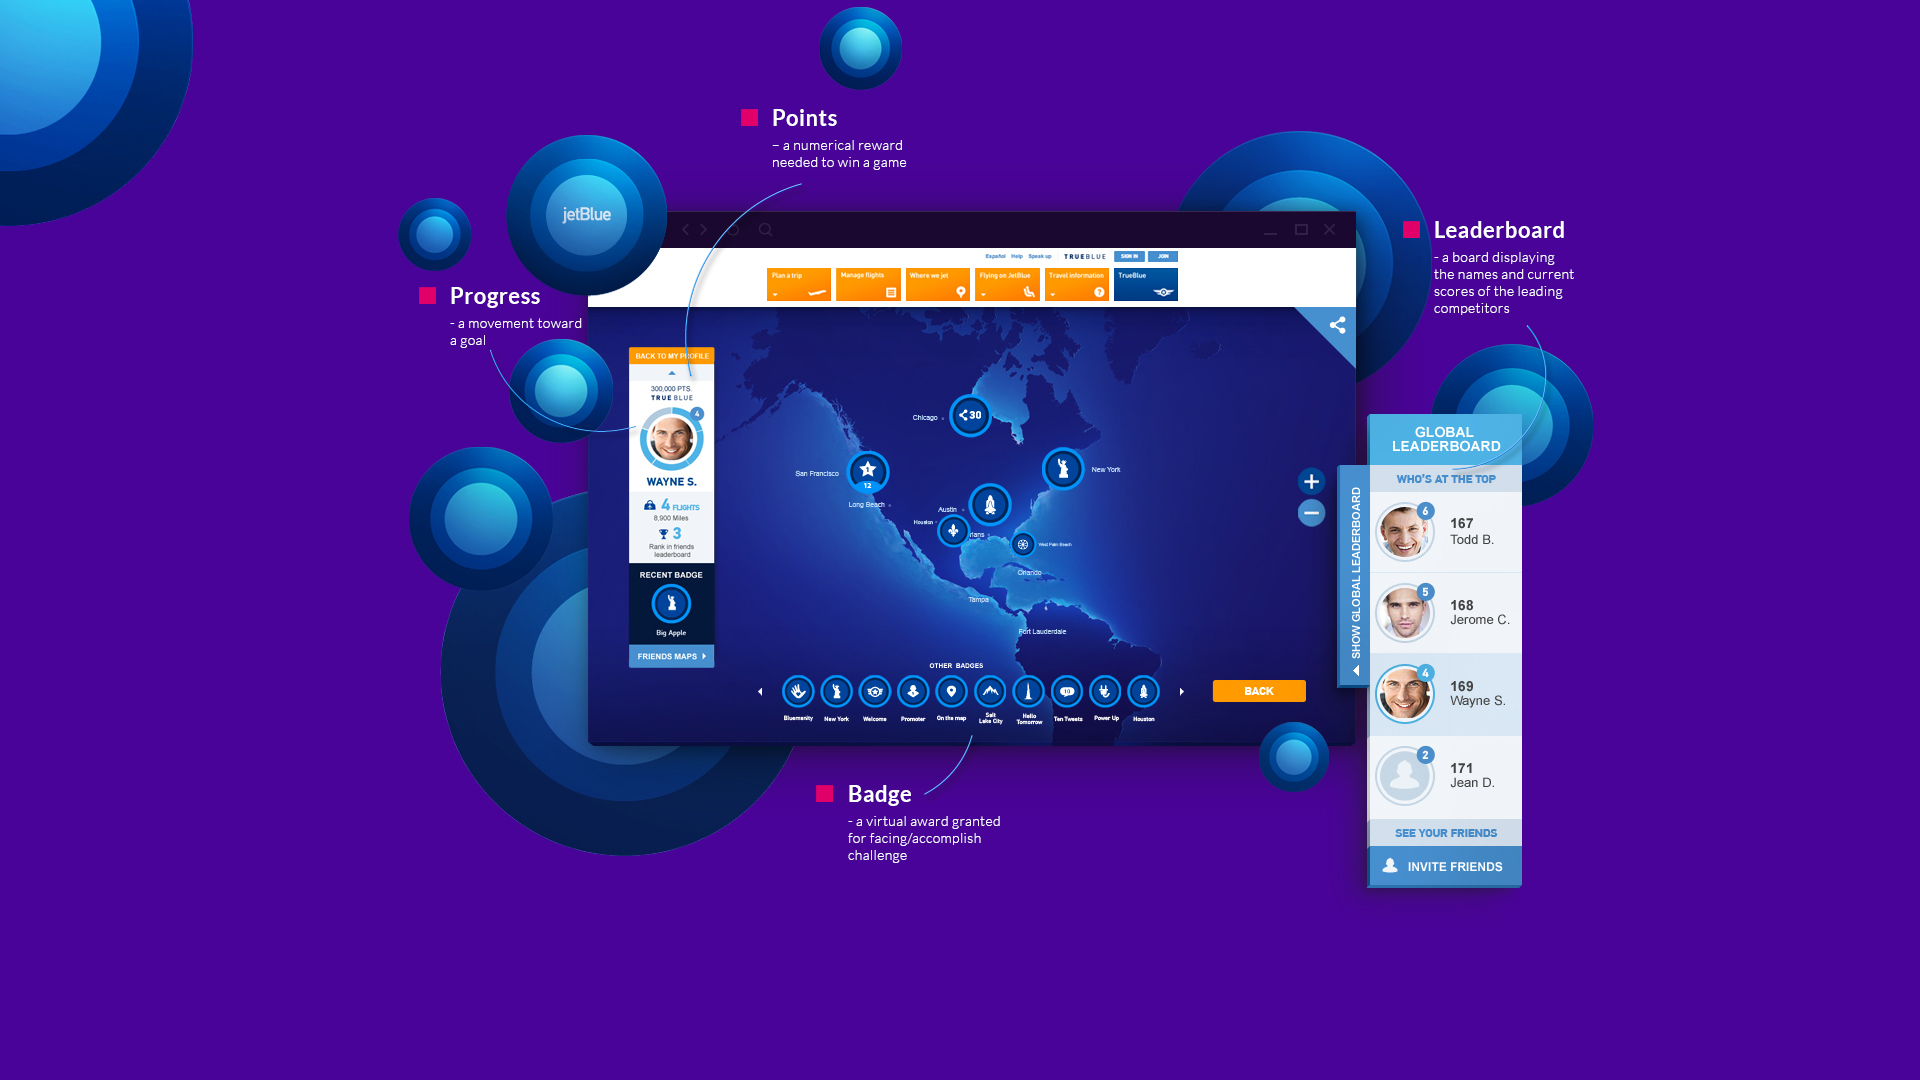 Points
– a numerical reward
needed to win a game
jetBlue
Leaderboard
- a board displaying
the names and current
scores of the leading
competitors
Progress
- a movement toward
a goal
Español Help Speak up TRUEBLUE SIGN IN JOIN
Plan a trip
Manage flights
Where we jet
Flying on JetBlue
Travel information
TrueBlue
BACK TO MY PROFILE
300,000 PTS.
TRUEBLUE
4
WAYNE S.
4 FLIGHTS
8,900 Miles
3
Rank in friends
leaderboard
RECENT BADGE
Big Apple
FRIENDS MAPS
Chicago
30
San Francisco
1
12
Long Beach
New York
Austin
Houston
rians
West Palm Beach
Orlando
Tampa
Fort Lauderdale
OTHER BADGES
10
Bluemanity
New York
Welcome
Promoter
On the map
Salt
Lake City
Hello
Tomorrow
Ten Tweets
Power Up
Houston
BACK
SHOW GLOBAL LEADERBOARD
GLOBAL
LEADERBOARD
WHO'S AT THE TOP
6
167
Todd B.
5
168
Jerome C.
4
169
Wayne S.
2
171
Jean D.
SEE YOUR FRIENDS
INVITE FRIENDS
Badge
- a virtual award granted
for facing/accomplish
challenge